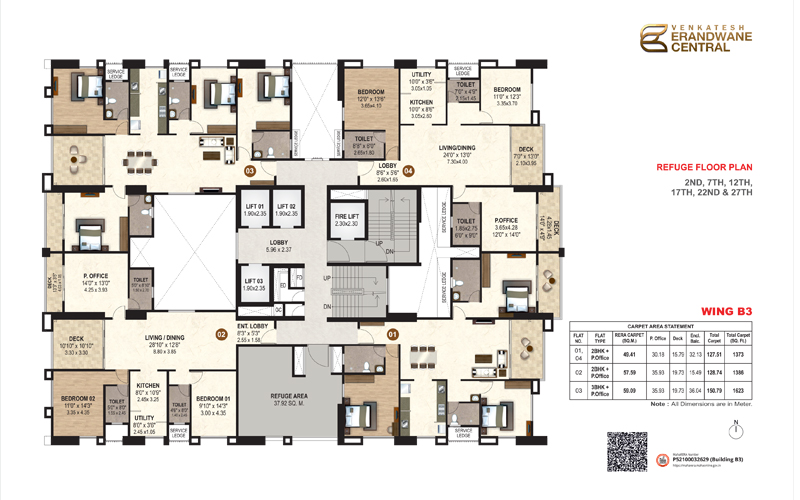 VENKATESH
ERANDWANE
CENTRAL
REFUGE FLOOR PLAN
2ND, 7TH, 12TH,
17TH, 22ND & 27TH
SERVICE
LEDGE
SERVICE
LEDGE
BEDROOM
12'0" x 13'6"
3.65x4.10
UTILITY
10'0" x 3'6"
3.05x1.05
KITCHEN
10'0" x 8'6"
3.05x2.60
SERVICE
LEDGE
TOILET
7'0" x 4'9"
2.15x1.45
BEDROOM
11'0" x 12'3"
3.35x3.70
TOILET
8'8" x 6'0"
2.65x1.80
LIVING/DINING
24'0" x 13'0"
7.30x4.00
DECK
7'0" x 13'0"
2.10x3.95
LOBBY
8'6" x 5'6"
2.60x1.65
03
04
LIFT 01
1.90x2.35
LIFT 02
1.90x2.35
FIRE LIFT
2.30x2.30
LOBBY
5.96 x 2.37
UP
DN
UP
DN
LIFT 03
1.90x2.35
FD
SERVICE LEDGE
TOILET
1.85x2.75
6'0" x 9'0"
P.OFFICE
3.65x4.28
12'0" x 14'0"
DECK
14'0" x 4'9"
4.28x1.45
SERVICE LEDGE
P. OFFICE
14'0" x 13'0"
4.25 x 3.90
DECK
TOILET
DECK
10'10" x 10'10"
3.30 x 3.30
LIVING / DINING
28'10" x 12'8"
8.80 x 3.85
02
ENT. LOBBY
8'3" x 5'3"
2.55 x 1.58
01
BEDROOM 02
11'0" x 14'3"
3.35 x 4.35
TOILET
KITCHEN
8'0" x 10'9"
2.45x 3.25
UTILITY
8'0" x 3'0"
2.45 x1.05
TOILET
SERVICE
LEDGE
BEDROOM 01
9'10" x 14'3"
3.00 x 4.35
REFUGE AREA
37.92 SQ. M.
SERVICE
LEDGE
SERVICE
LEDGE
WING B3
CARPET AREA STATEMENT
FLAT NO. FLAT TYPE RERA CARPET (SQ.M.) P. Office Deck Encl. Balc. Total Carpet Total Carpet (SQ. Ft.)
01, 04 2BHK + P.Office 49.41 30.18 15.79 32.13 127.51 1373
02 2BHK + P.Office 57.59 35.93 19.73 15.49 128.74 1386
03 3BHK + P.Office 59.09 35.93 19.73 36.04 150.79 1623
Note : All Dimensions are in Meter.
N
P52100032629 (Building B3)